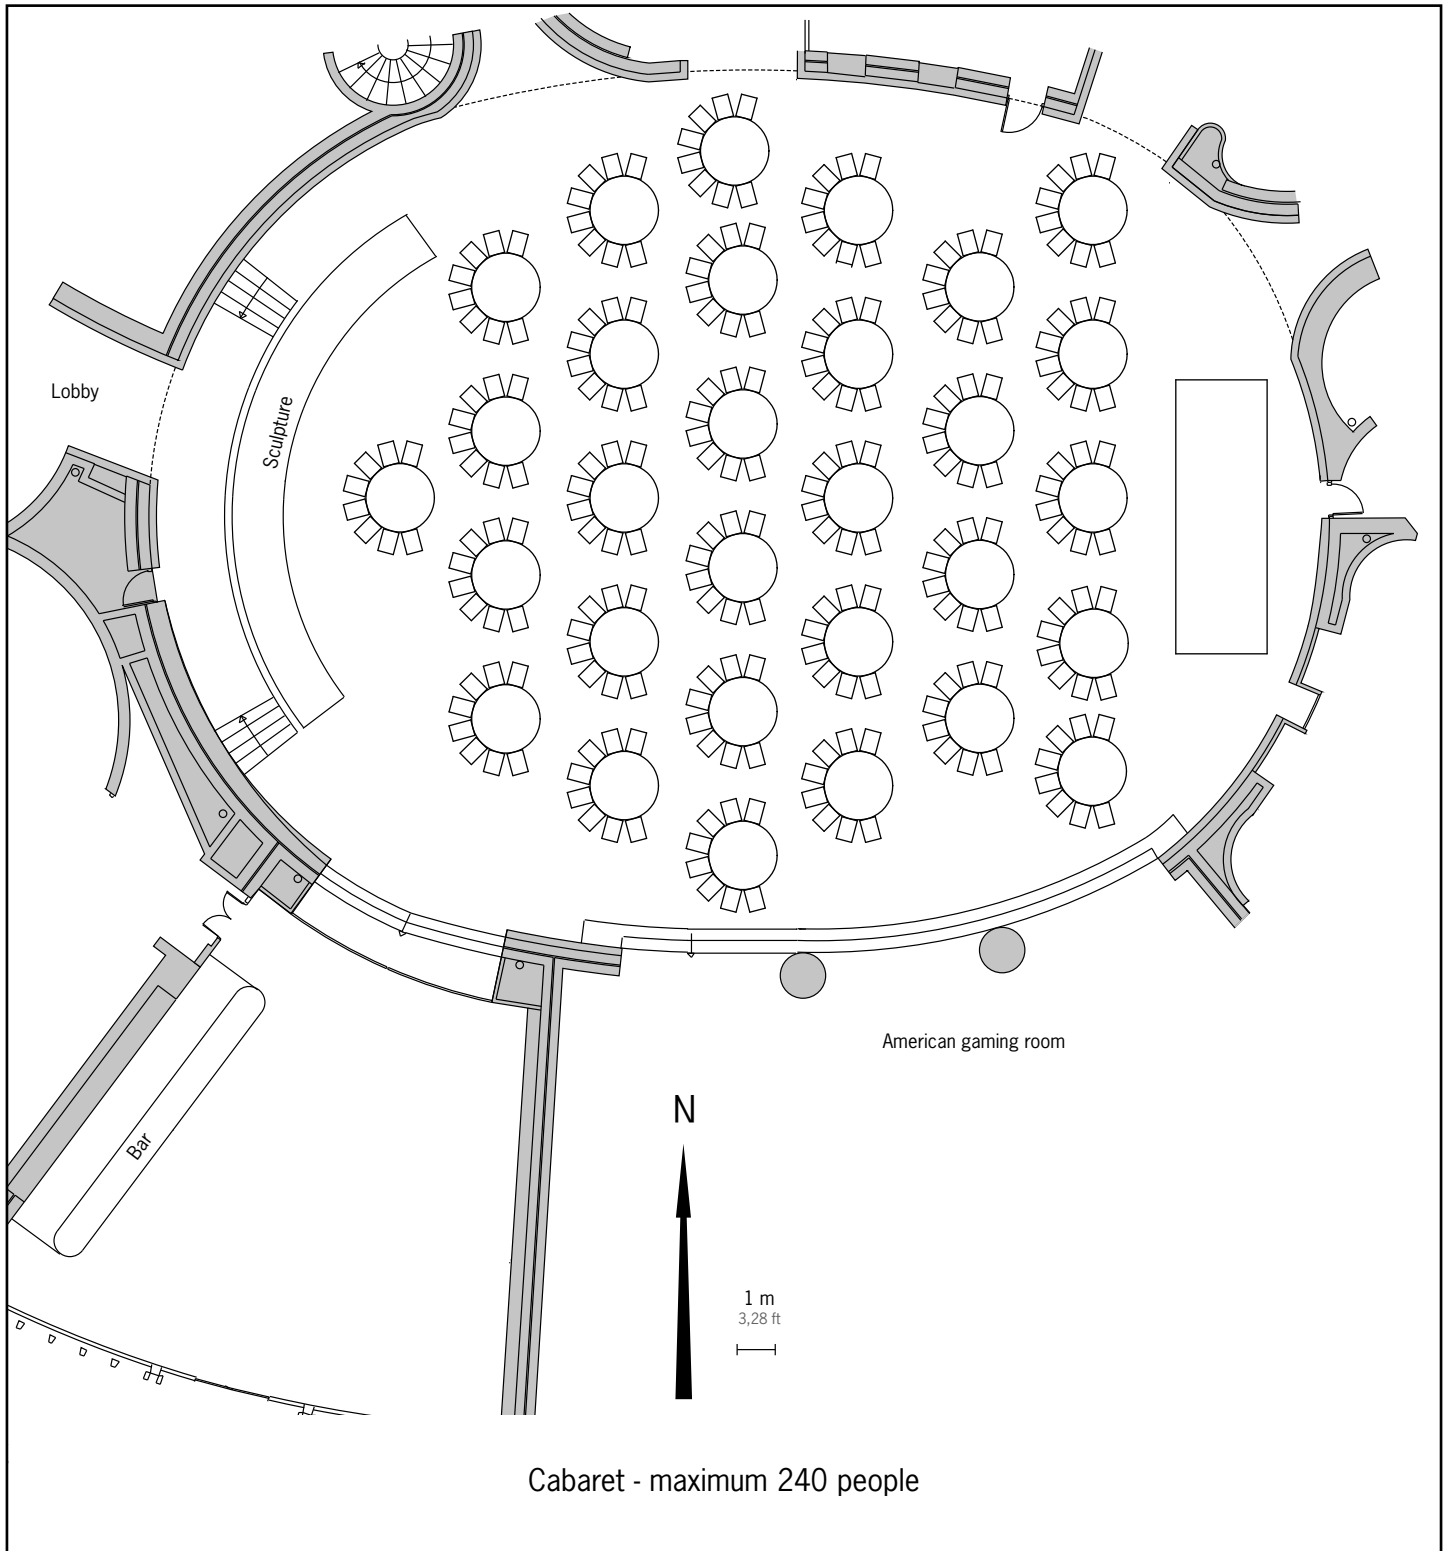 Lobby
Sculpture
American gaming room
N
Bar
1 m
3,28 ft
Cabaret - maximum 240 people